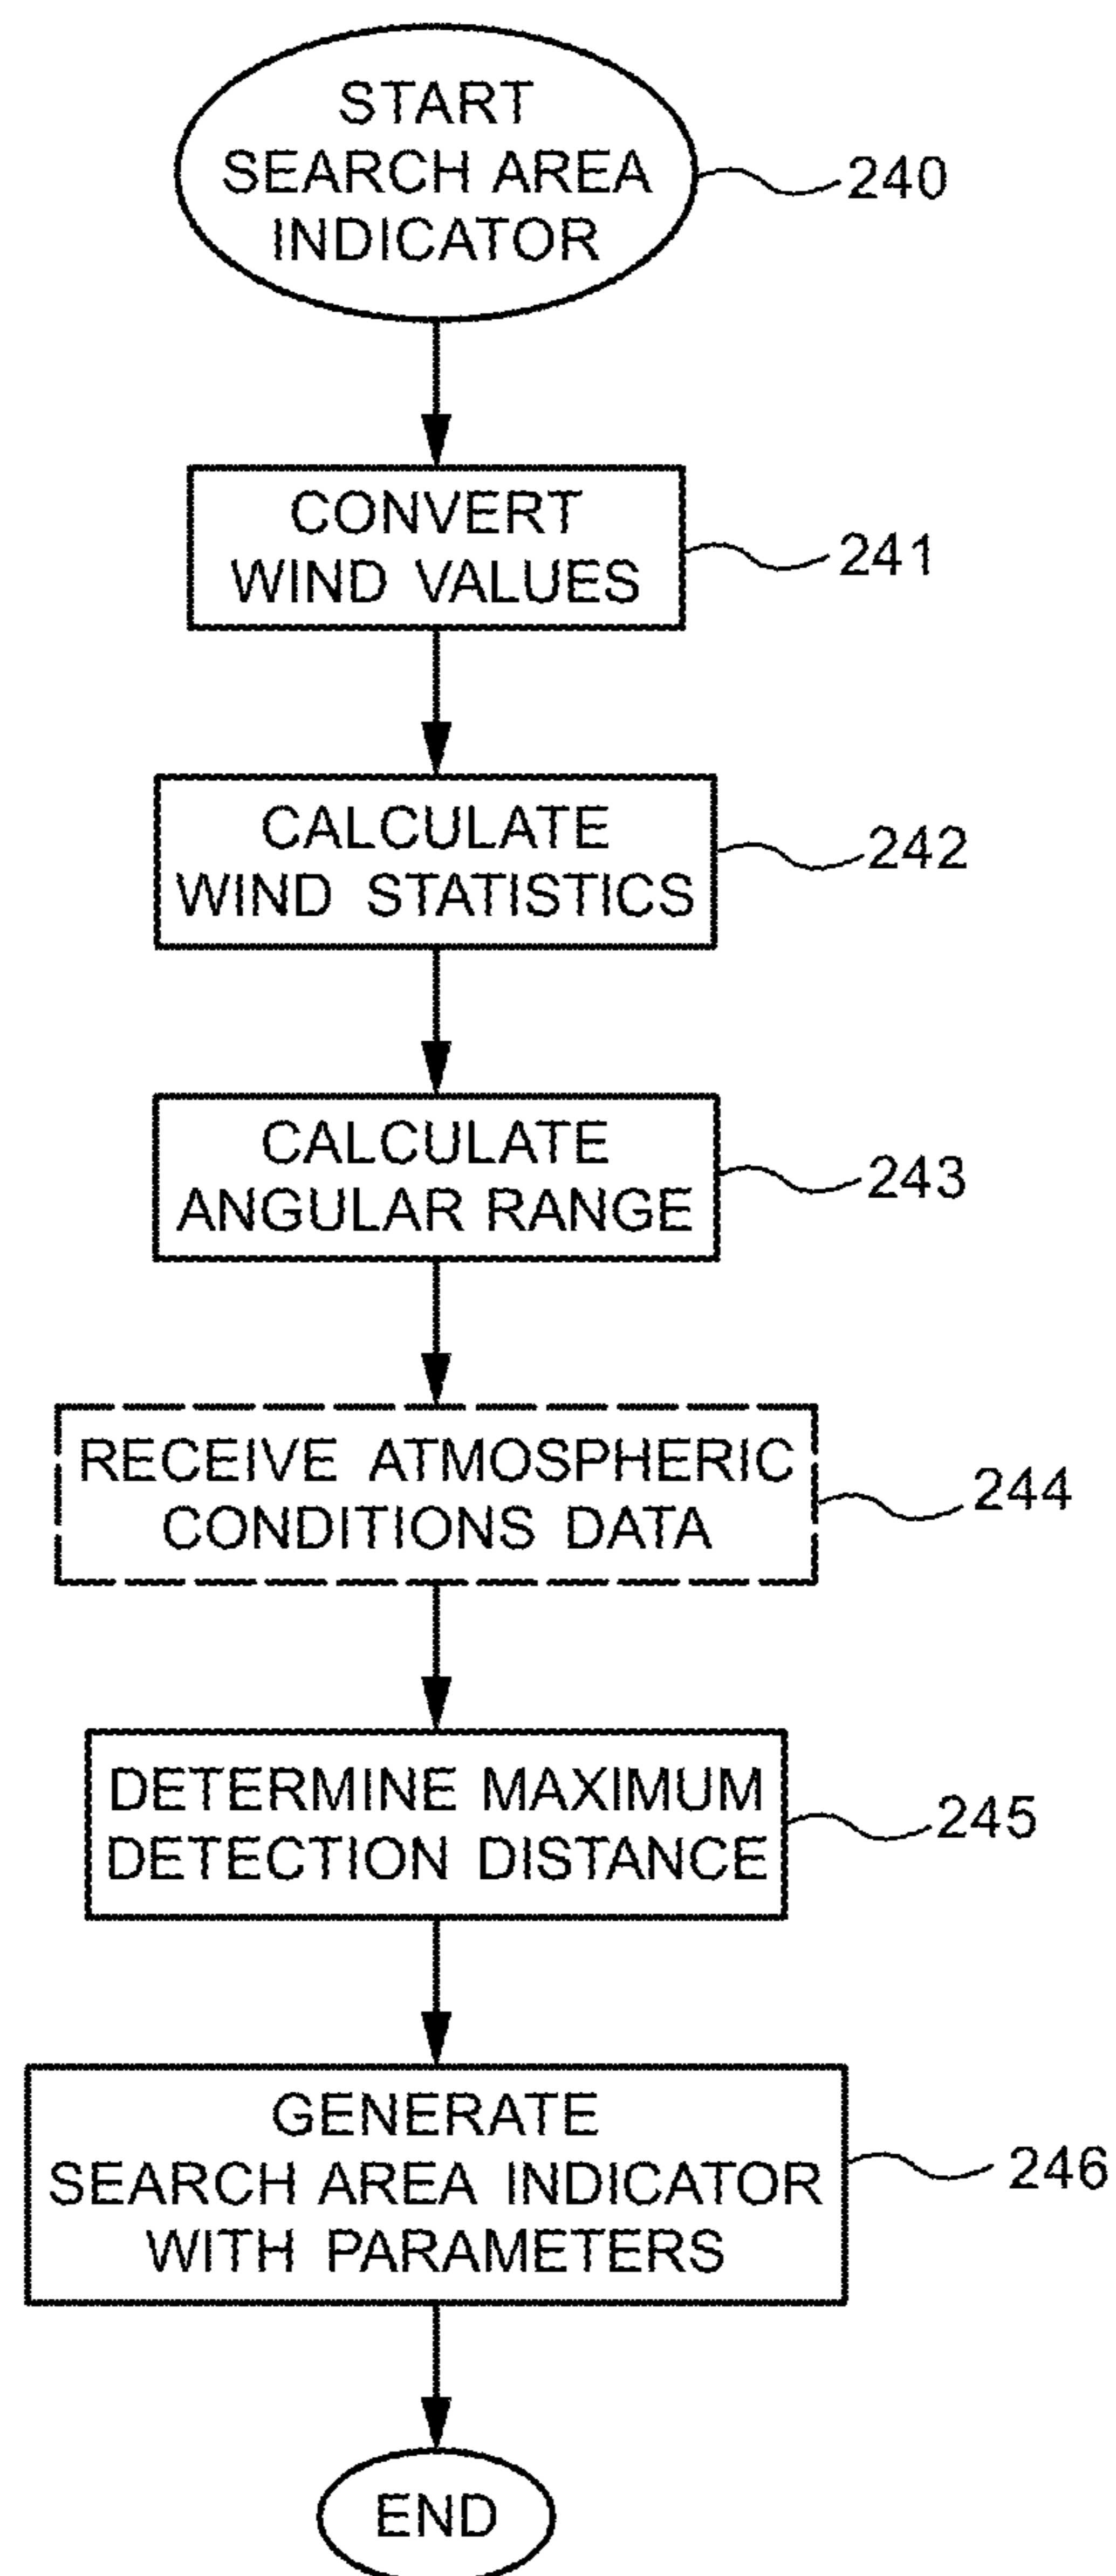 START
SEARCH AREA
INDICATOR
240
CONVERT
WIND VALUES
241
CALCULATE
WIND STATISTICS
242
CALCULATE
ANGULAR RANGE
243
RECEIVE ATMOSPHERIC
CONDITIONS DATA
244
DETERMINE MAXIMUM
DETECTION DISTANCE
245
GENERATE
SEARCH AREA INDICATOR
WITH PARAMETERS
246
END